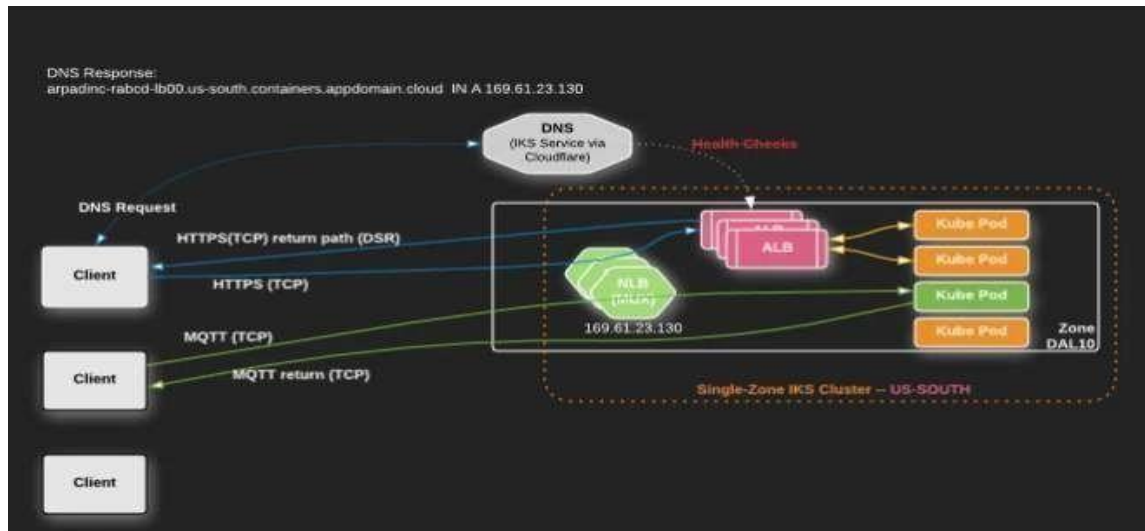 DNS Response:
arpadinc-rabcd-lb00.us-south.containers.appdomain.cloud IN A 169.61.23.130
DNS
(IKS Service via
Cloudflare)
Health Checks
DNS Request
HTTPS(TCP) return path (DSR)
HTTPS (TCP)
Client
ALB
ALB
Kube Pod
Kube Pod
Kube Pod
Kube Pod
NLB
(MUX)
169.61.23.130
Zone
DAL10
MQTT (TCP)
MQTT return (TCP)
Client
Single-Zone IKS Cluster – US-SOUTH
Client